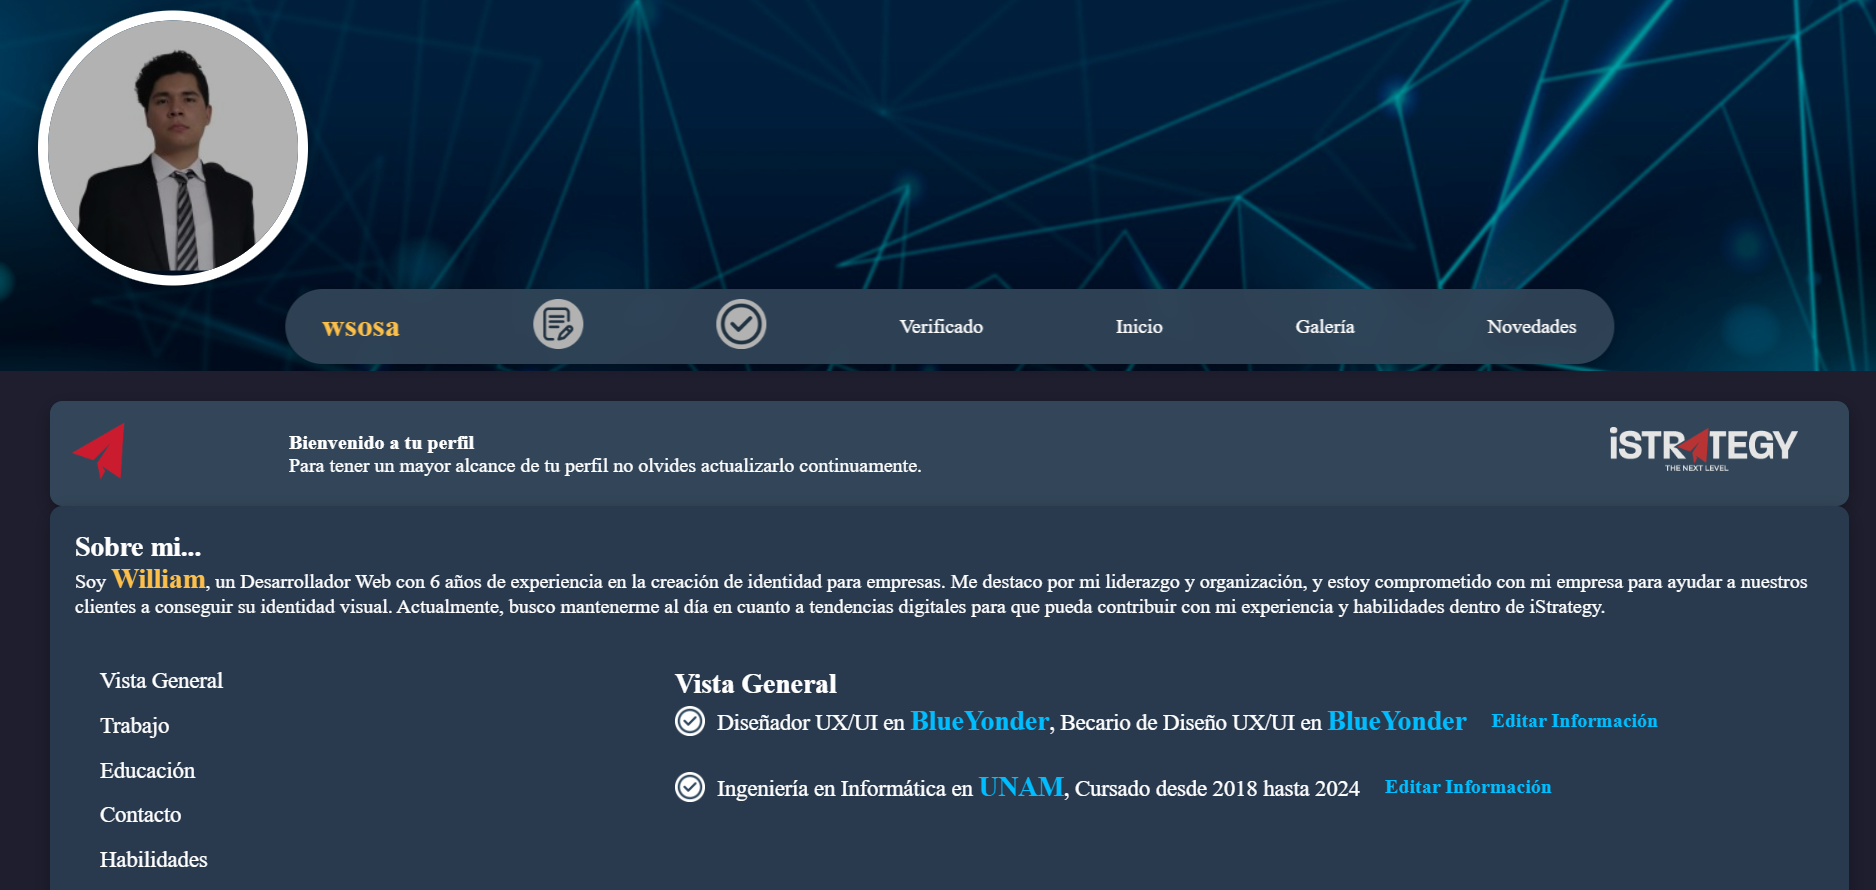 wsosa Verificado Inicio Galería Novedades
Bienvenido a tu perfil
Para tener un mayor alcance de tu perfil no olvides actualizarlo continuamente.
iSTRATEGY
THE NEXT LEVEL
Sobre mi...
Soy William, un Desarrollador Web con 6 años de experiencia en la creación de identidad para empresas. Me destaco por mi liderazgo y organización, y estoy comprometido con mi empresa para ayudar a nuestros
clientes a conseguir su identidad visual. Actualmente, busco mantenerme al día en cuanto a tendencias digitales para que pueda contribuir con mi experiencia y habilidades dentro de iStrategy.
Vista General
Trabajo
Educación
Contacto
Habilidades
Vista General
Diseñador UX/UI en BlueYonder, Becario de Diseño UX/UI en BlueYonder Editar Información
Ingeniería en Informática en UNAM, Cursado desde 2018 hasta 2024 Editar Información